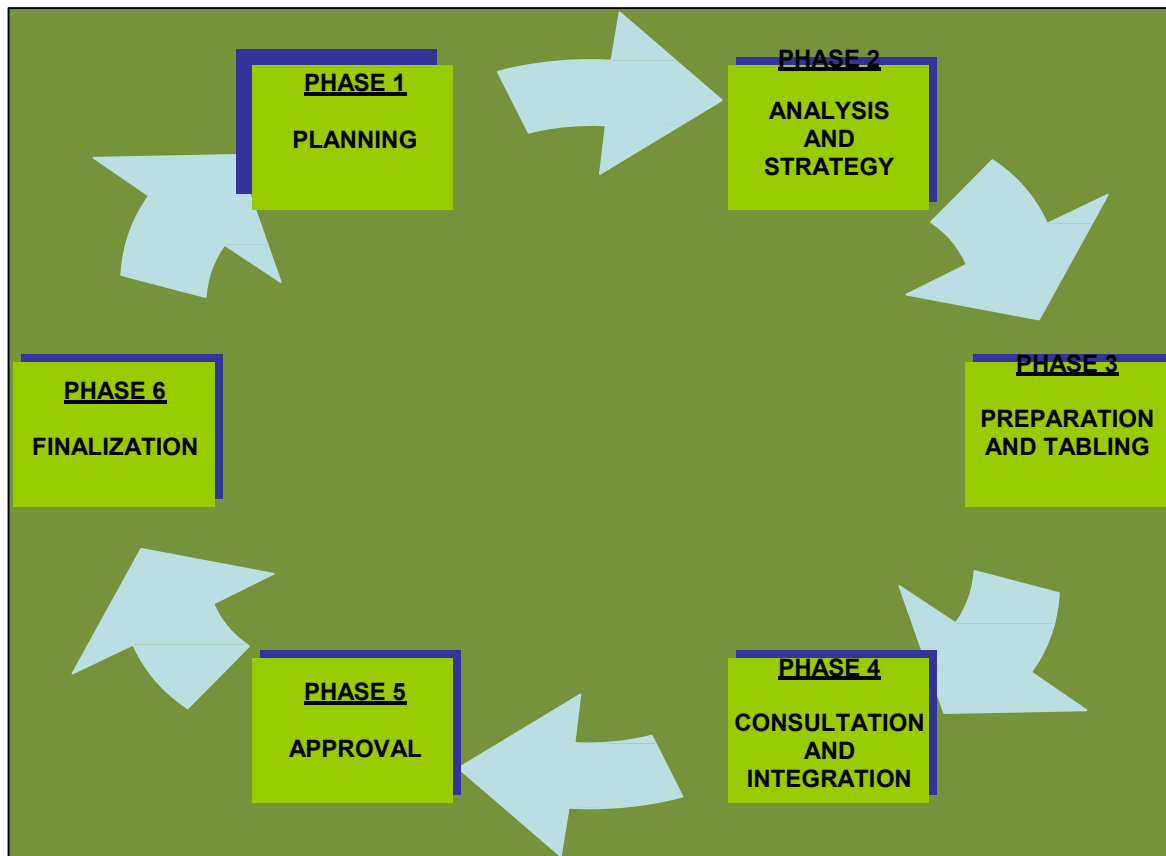 PHASE 1
PLANNING
PHASE 2
ANALYSIS
AND
STRATEGY
PHASE 3
PREPARATION
AND TABLING
PHASE 4
CONSULTATION
AND
INTEGRATION
PHASE 5
APPROVAL
PHASE 6
FINALIZATION